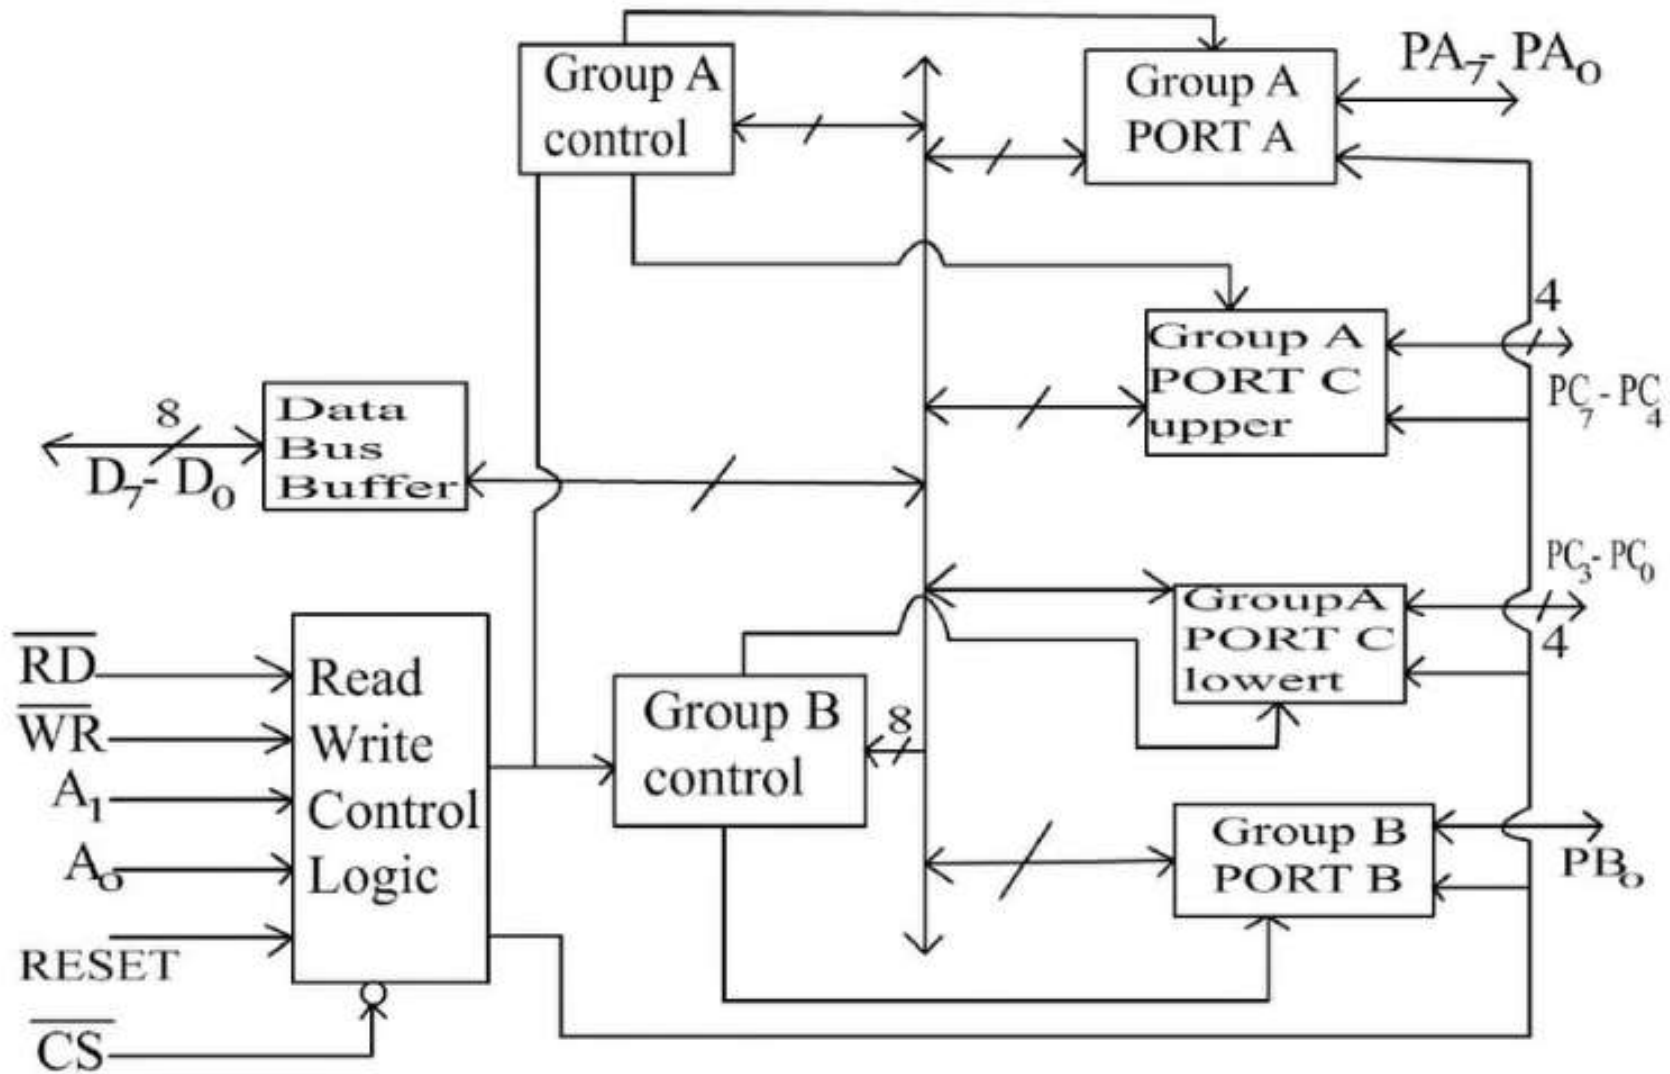 Group A
control
Group A
PORT A
PA7- PA0
4
Group A
PORT C
upper
PC7-PC4
8
D7- D0
Data
Bus
Buffer
PC3-PC0
4
GroupA
PORT C
lowert
RD
WR
A1
A0
RESET
CS
Read
Write
Control
Logic
Group B
control
8
Group B
PORT B
PB0